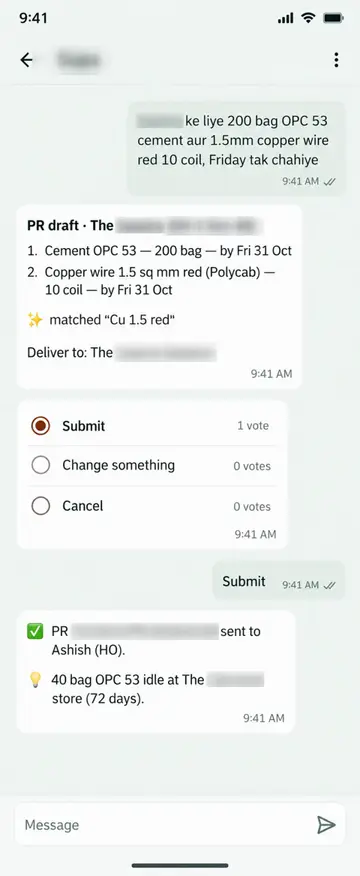 9:41
ke liye 200 bag OPC 53
cement aur 1.5mm copper wire
red 10 coil, Friday tak chahiye
9:41 AM
PR draft · The
1. Cement OPC 53 — 200 bag — by Fri 31 Oct
2. Copper wire 1.5 sq mm red (Polycab) —
10 coil — by Fri 31 Oct
✨ matched "Cu 1.5 red"
Deliver to: The
9:41 AM
Submit 1 vote
Change something 0 votes
Cancel 0 votes
9:41 AM
Submit 9:41 AM
✅ PR sent to
Ashish (HO).
💡 40 bag OPC 53 idle at The
store (72 days).
9:41 AM
Message